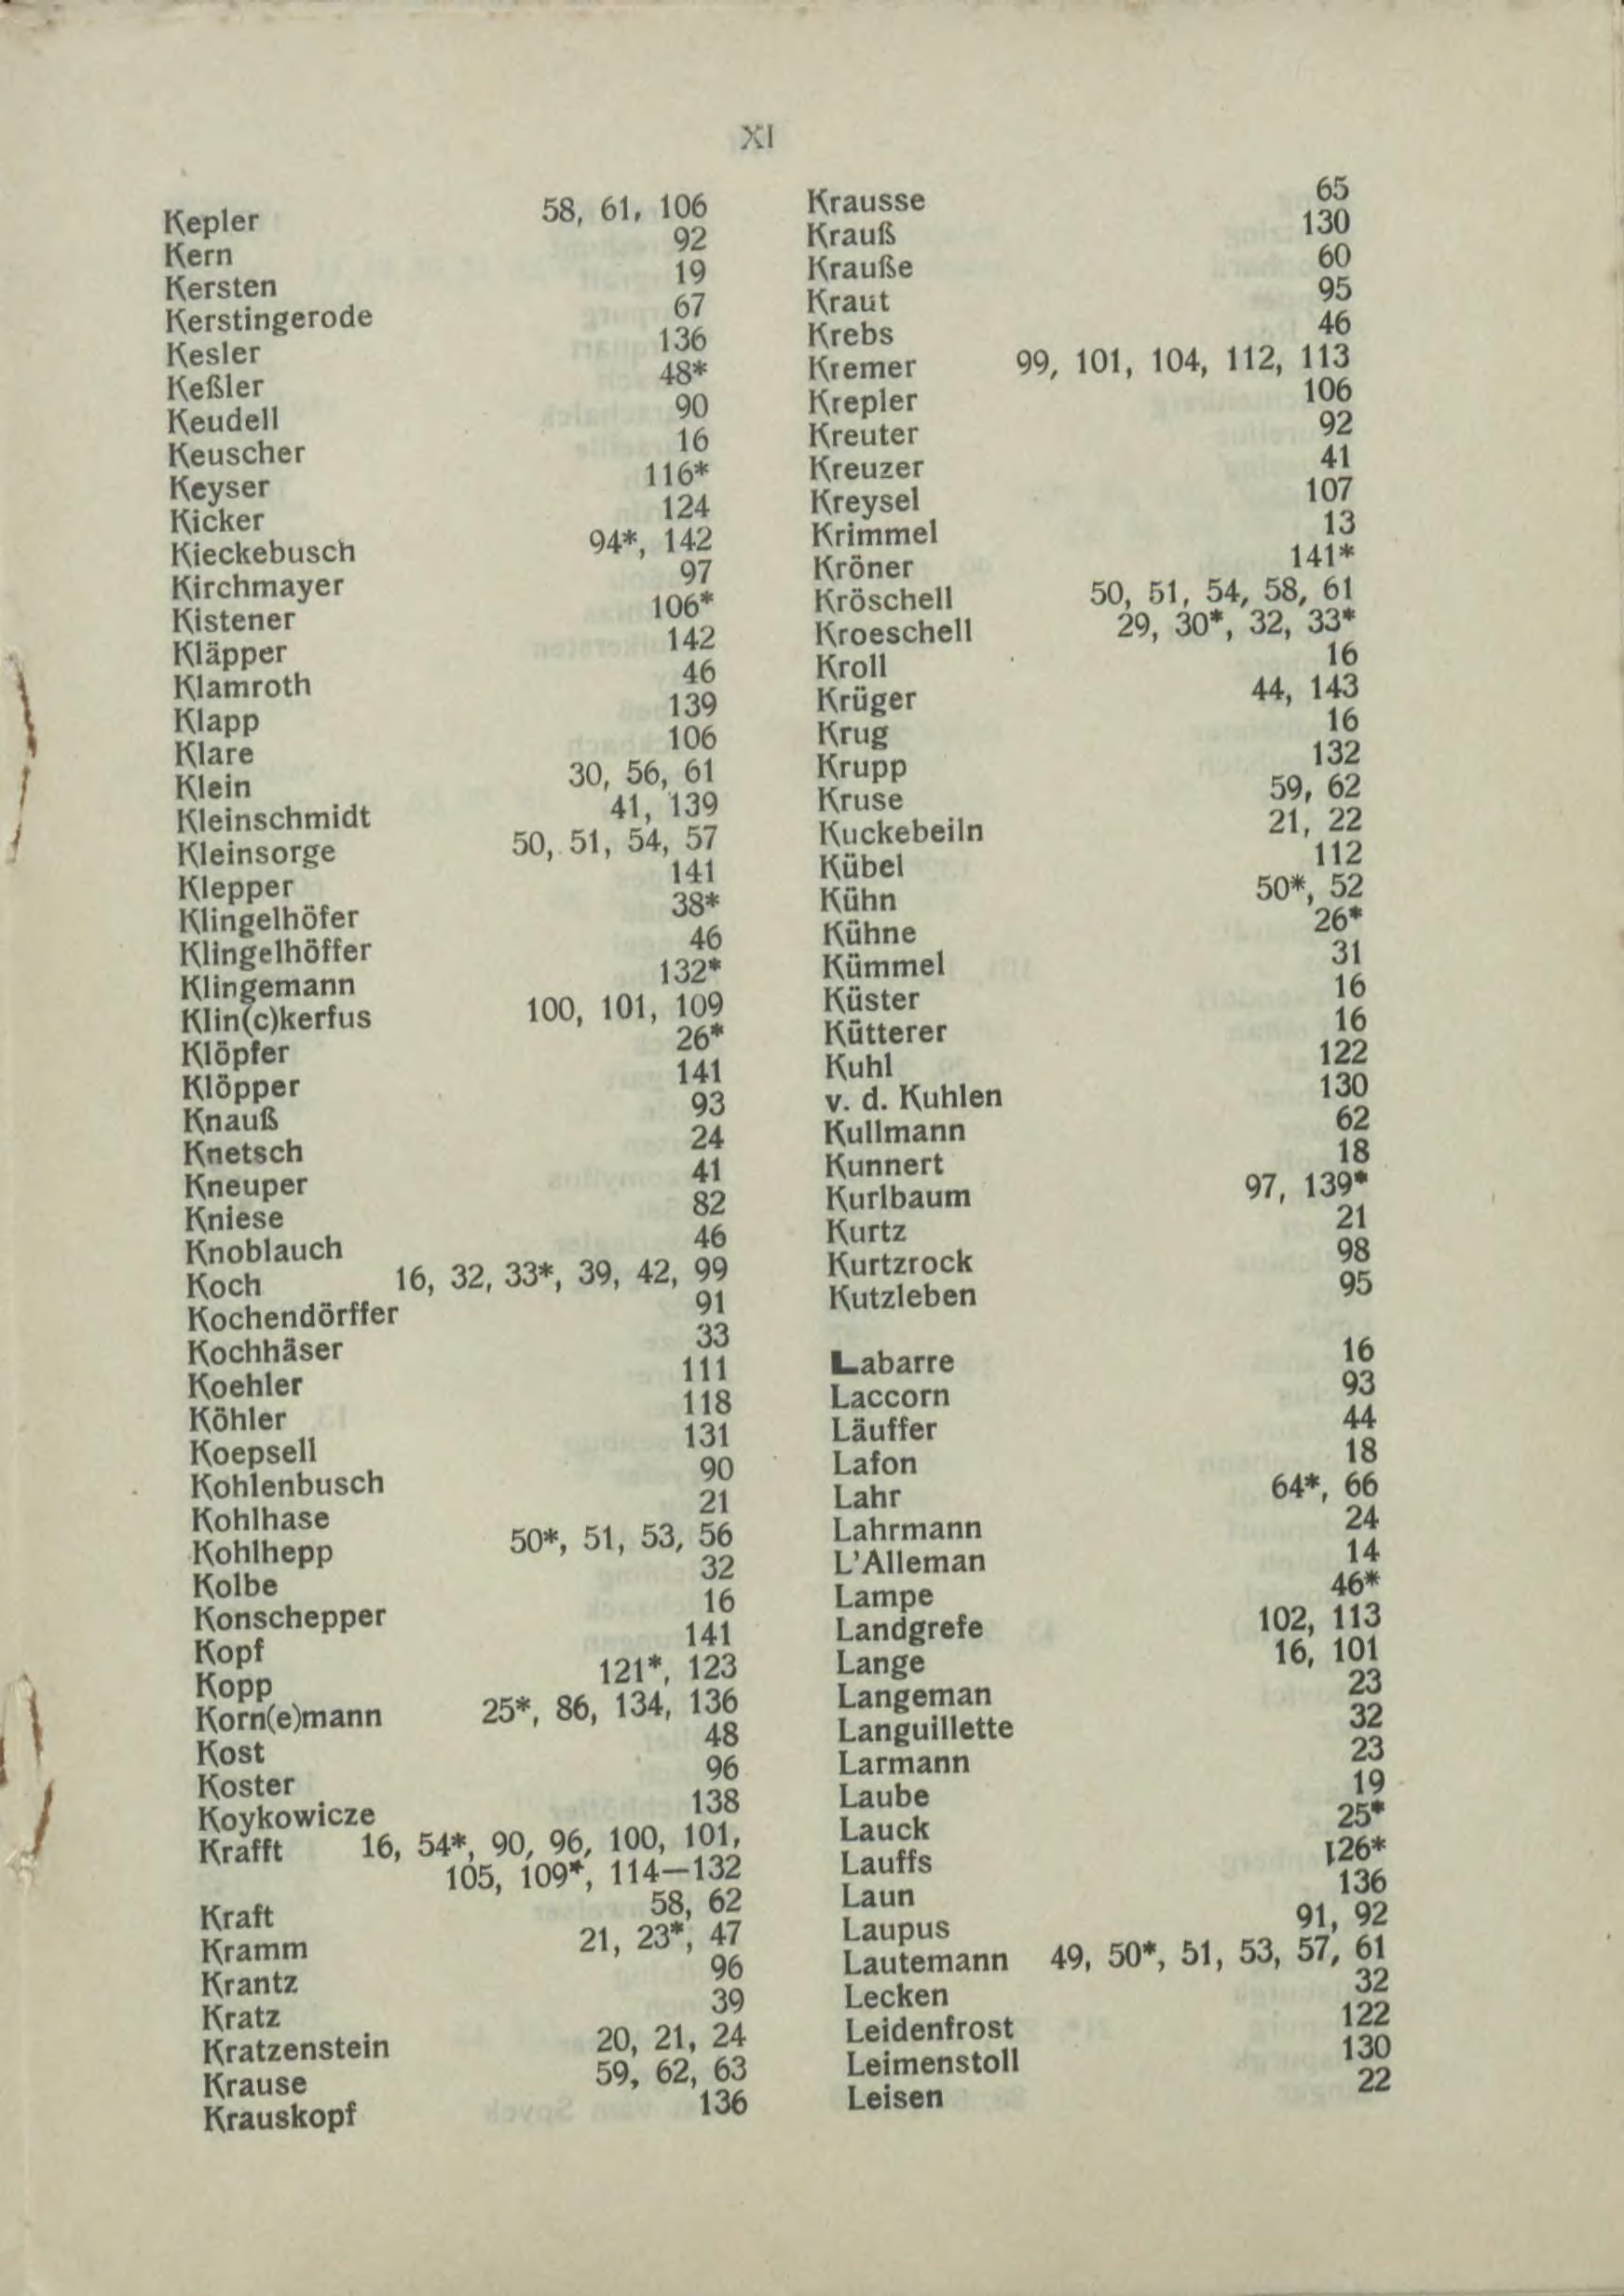 XI
Kepler 58, 61, 106
Kern 92
Kersten 19
Kerstingerode 67
Kesler 136
Keßler 48*
Keudell 90
Keuscher 16
Keyser 116*
Kicker 124
Kieckebusch 94*, 142
Kirchmayer 97
Kistener 106*
Kläpper 142
Klamroth 46
Klapp 139
Klare 106
Klein 30, 56, 61
Kleinschmidt 41, 139
Kleinsorge 50, 51, 54, 57
Klepper 141
Klingelhöfer 38*
Klingelhöffer 46
Klingemann 132*
Klin(c)kerfus 100, 101, 109
Klöpfer 26*
Klöpper 141
Knauß 93
Knetsch 24
Kneuper 41
Kniese 82
Knoblauch 46
Koch 16, 32, 33*, 39, 42, 99
Kochendörffer 91
Kochhäser 33
Koehler 111
Köhler 118
Koepsell 131
Kohlenbusch 90
Kohlhase 21
Kohlhepp 50*, 51, 53, 56
Kolbe 32
Konschepper 16
Kopf 141
Kopp 121*, 123
Korn(e)mann 25*, 86, 134, 136
Kost 48
Koster 96
Koykowicze 138
Krafft 16, 54*, 90, 96, 100, 101,
105, 109*, 114—132
Kraft 58, 62
Kramm 21, 23*, 47
Krantz 96
Kratz 39
Kratzenstein 20, 21, 24
Krause 59, 62, 63
Krauskopf 136
Krausse 65
Krauß 130
Krauße 60
Kraut 95
Krebs 46
Kremer 99, 101, 104, 112, 113
Krepler 106
Kreuter 92
Kreuzer 41
Kreysel 107
Krimmel 13
Kröner 141*
Kröschell 50, 51, 54, 58, 61
Kroeschell 29, 30*, 32, 33*
Kroll 16
Krüger 44, 143
Krug 16
Krupp 132
Kruse 59, 62
Kuckebeiln 21, 22
Kübel 112
Kühn 50*, 52
Kühne 26*
Kümmel 31
Küster 16
Kütterer 16
Kuhl 122
v. d. Kuhlen 130
Kullmann 62
Kunnert 18
Kurlbaum 97, 139*
Kurtz 21
Kurtzrock 98
Kutzleben 95
Labarre 16
Laccorn 93
Läuffer 44
Lafon 18
Lahr 64*, 66
Lahrmann 24
L'Alleman 14
Lampe 46*
Landgrefe 102, 113
Lange 16, 101
Langeman 23
Languillette 32
Larmann 23
Laube 19
Lauck 25*
Lauffs 126*
Laun 136
Laupus 91, 92
Lautemann 49, 50*, 51, 53, 57, 61
Lecken 32
Leidenfrost 122
Leimenstoll 130
Leisen 22